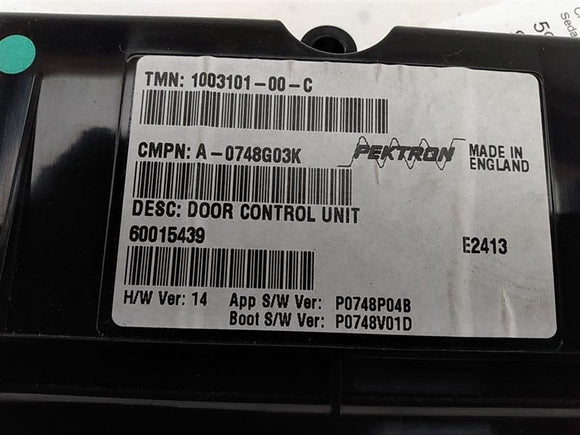 TMN: 1003101-00-C
CMPN: A-0748G03K
PEKTRON
MADE IN
ENGLAND
DESC: DOOR CONTROL UNIT
60015439
E2413
H/W Ver: 14 App S/W Ver: P0748P04B
Boot S/W Ver: P0748V01D